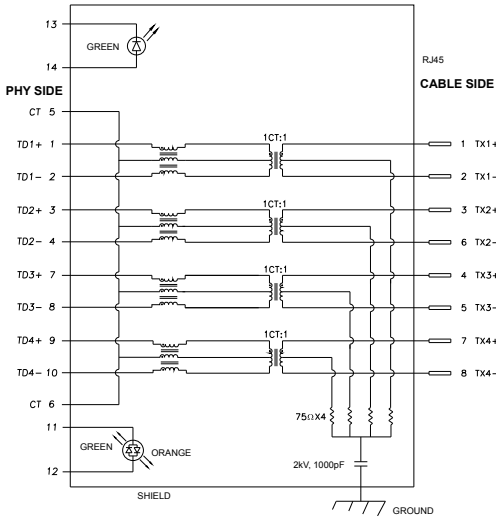 13
GREEN
14
RJ45
PHY SIDE
CABLE SIDE
CT 5
1CT:1
TD1+ 1
1 TX1+
TD1- 2
2 TX1-
1CT:1
TD2+ 3
3 TX2+
TD2- 4
6 TX2-
1CT:1
TD3+ 7
4 TX3+
TD3- 8
5 TX3-
1CT:1
TD4+ 9
7 TX4+
TD4- 10
8 TX4-
CT 6
75ΩX4
11
GREEN
ORANGE
12
2kV, 1000pF
SHIELD
GROUND